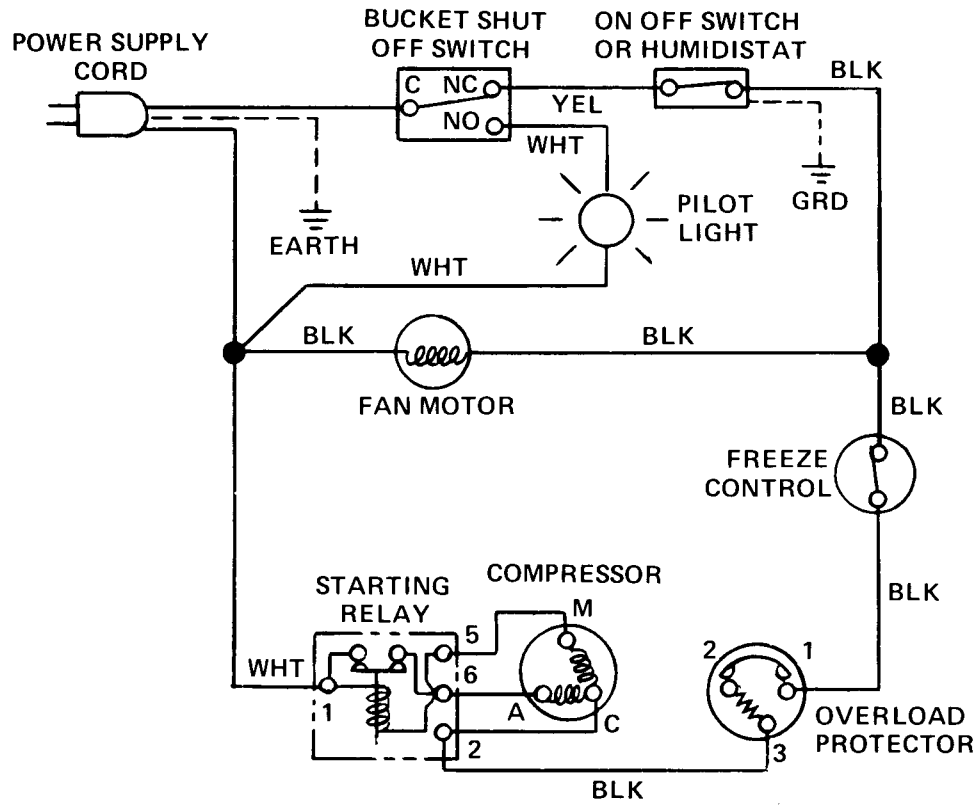 POWER SUPPLY
CORD
BUCKET SHUT
OFF SWITCH
ON OFF SWITCH
OR HUMIDISTAT
C NC
NO
YEL
WHT
BLK
GRD
EARTH
PILOT
LIGHT
WHT
BLK
BLK
FAN MOTOR
BLK
FREEZE
CONTROL
BLK
STARTING
RELAY
COMPRESSOR
M
5
6
WHT
1
A
C
2
2
1
3
OVERLOAD
PROTECTOR
BLK